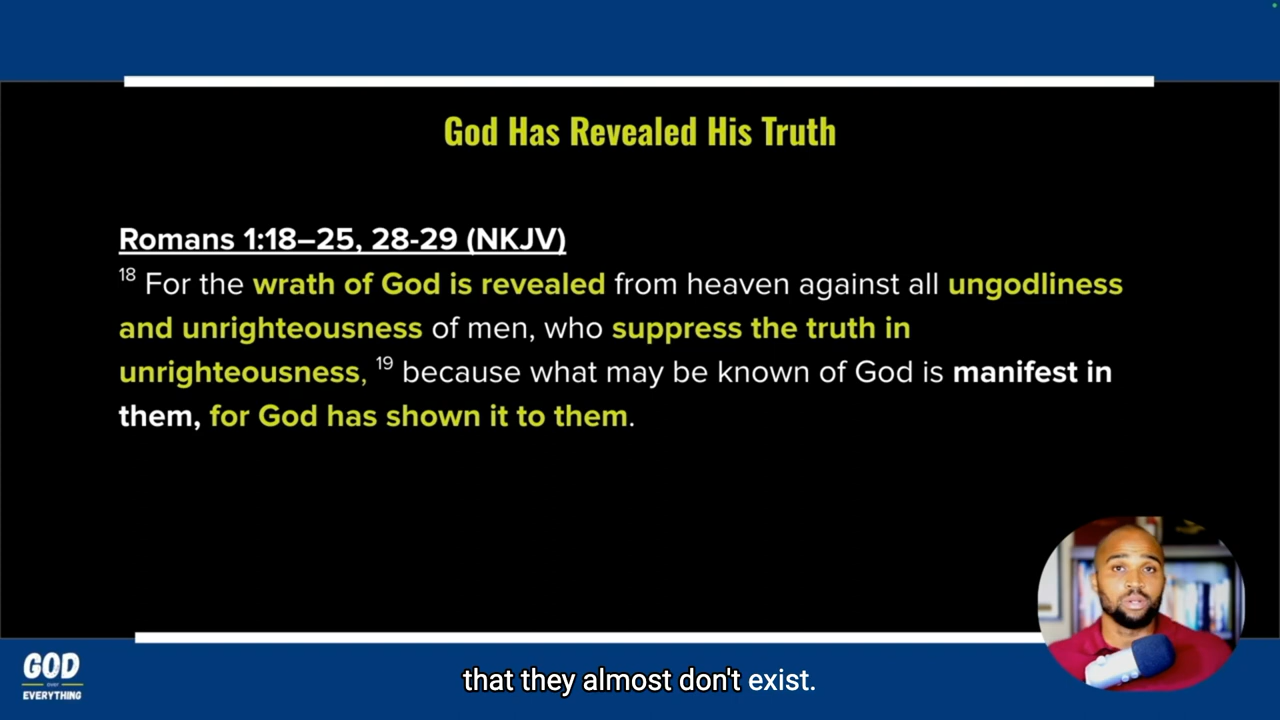 God Has Revealed His Truth
Romans 1:18–25, 28-29 (NKJV)
18 For the wrath of God is revealed from heaven against all ungodliness
and unrighteousness of men, who suppress the truth in
unrighteousness, 19 because what may be known of God is manifest in
them, for God has shown it to them.
GOD
over
EVERYTHING
that they almost don't exist.